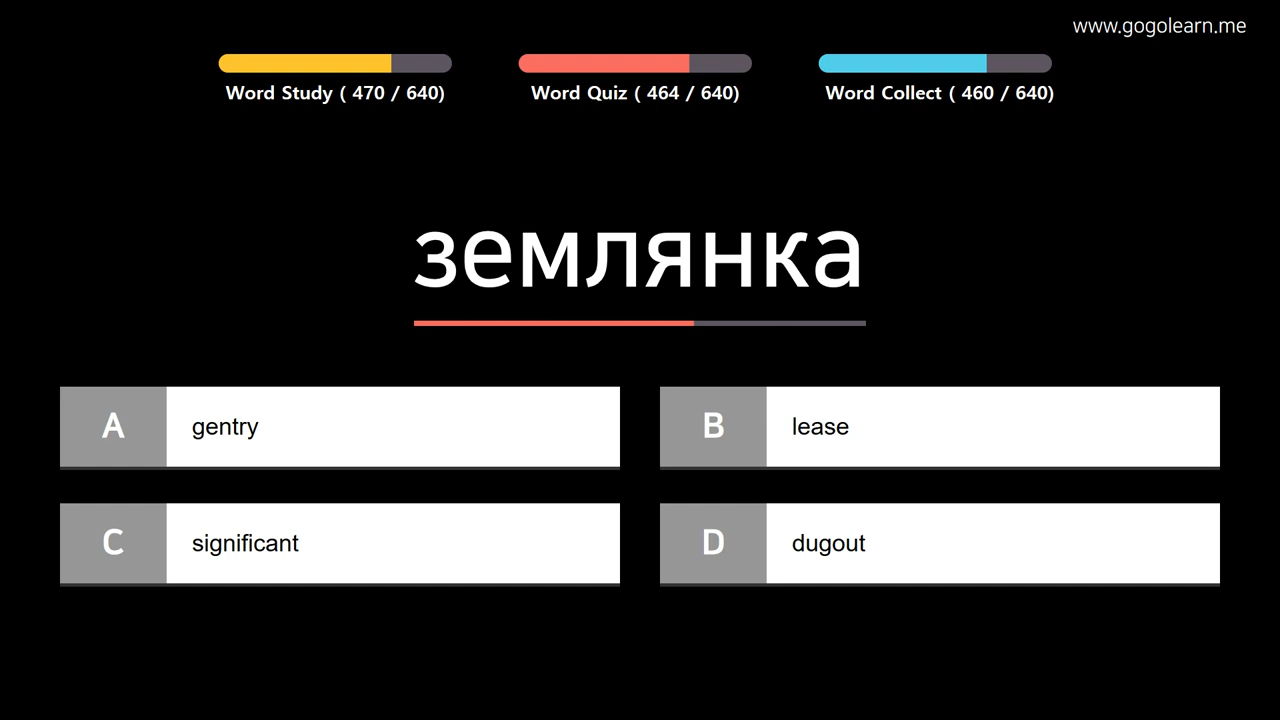 www.gogolearn.me
Word Study ( 470 / 640)
Word Quiz ( 464 / 640)
Word Collect ( 460 / 640)
землянка
A gentry
B lease
C significant
D dugout